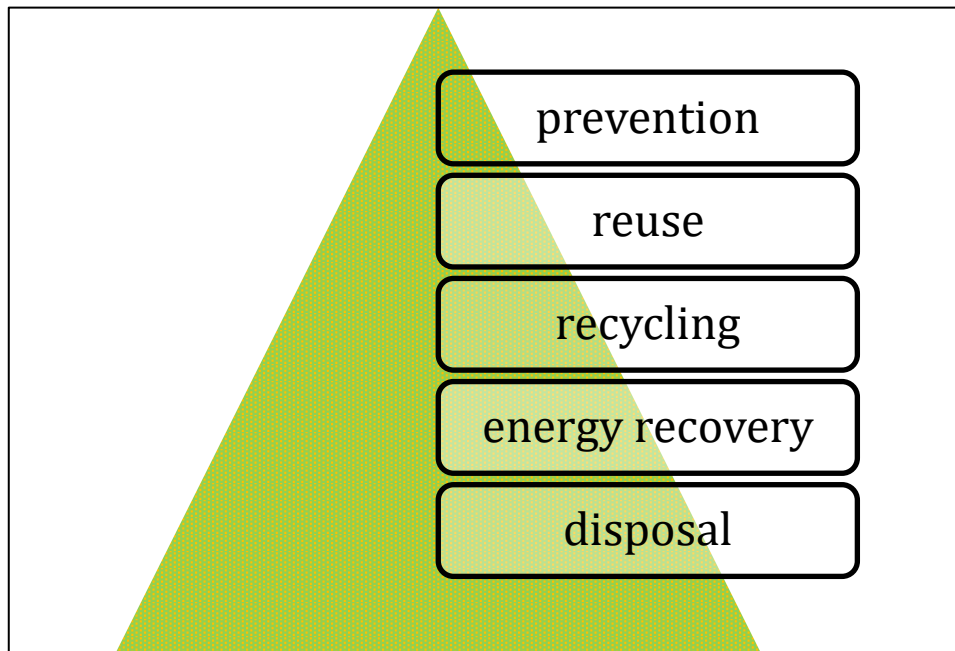 prevention
reuse
recycling
energy recovery
disposal